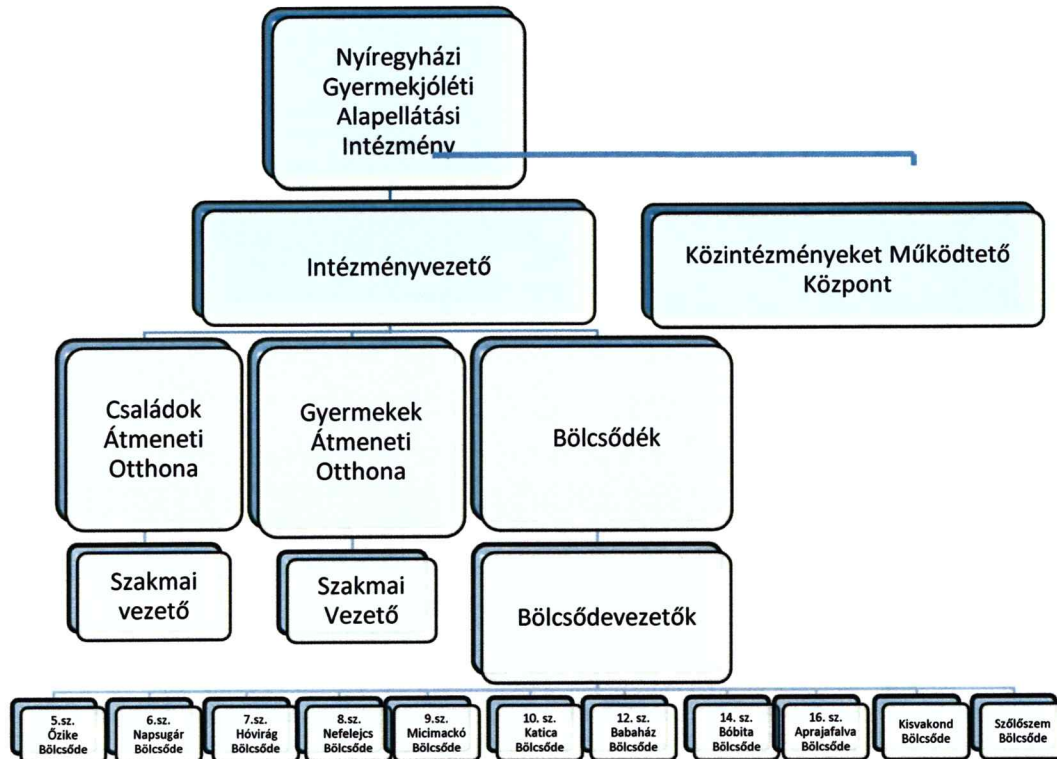 Nyíregyházi
Gyermekjóléti
Alapellátási
Intézmény
Intézményvezető
Közintézményeket Működtető
Központ
Családok
Átmeneti
Otthona
Gyermekek
Átmeneti
Otthona
Bölcsődék
Szakmai
vezető
Szakmai
Vezető
Bölcsődevezetők
5.sz.
Őzike
Bölcsőde
6.sz.
Napsugár
Bölcsőde
7.sz.
Hóvirág
Bölcsőde
8.sz.
Nefelejcs
Bölcsőde
9.sz.
Micimackó
Bölcsőde
10. sz.
Katica
Bölcsőde
12. sz.
Babaház
Bölcsőde
14. sz.
Bóbita
Bölcsőde
16. sz.
Aprajafalva
Bölcsőde
Kisvakond
Bölcsőde
Szőlőszem
Bölcsőde